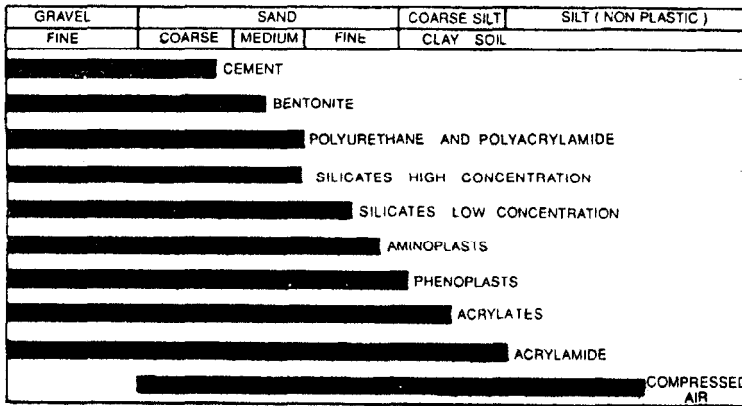 GRAVEL SAND COARSE SILT SILT ( NON PLASTIC )
FINE COARSE MEDIUM FINE CLAY SOIL
CEMENT
BENTONITE
POLYURETHANE AND POLYACRYLAMIDE
SILICATES HIGH CONCENTRATION
SILICATES LOW CONCENTRATION
AMINOPLASTS
PHENOPLASTS
ACRYLATES
ACRYLAMIDE
COMPRESSED
AIR